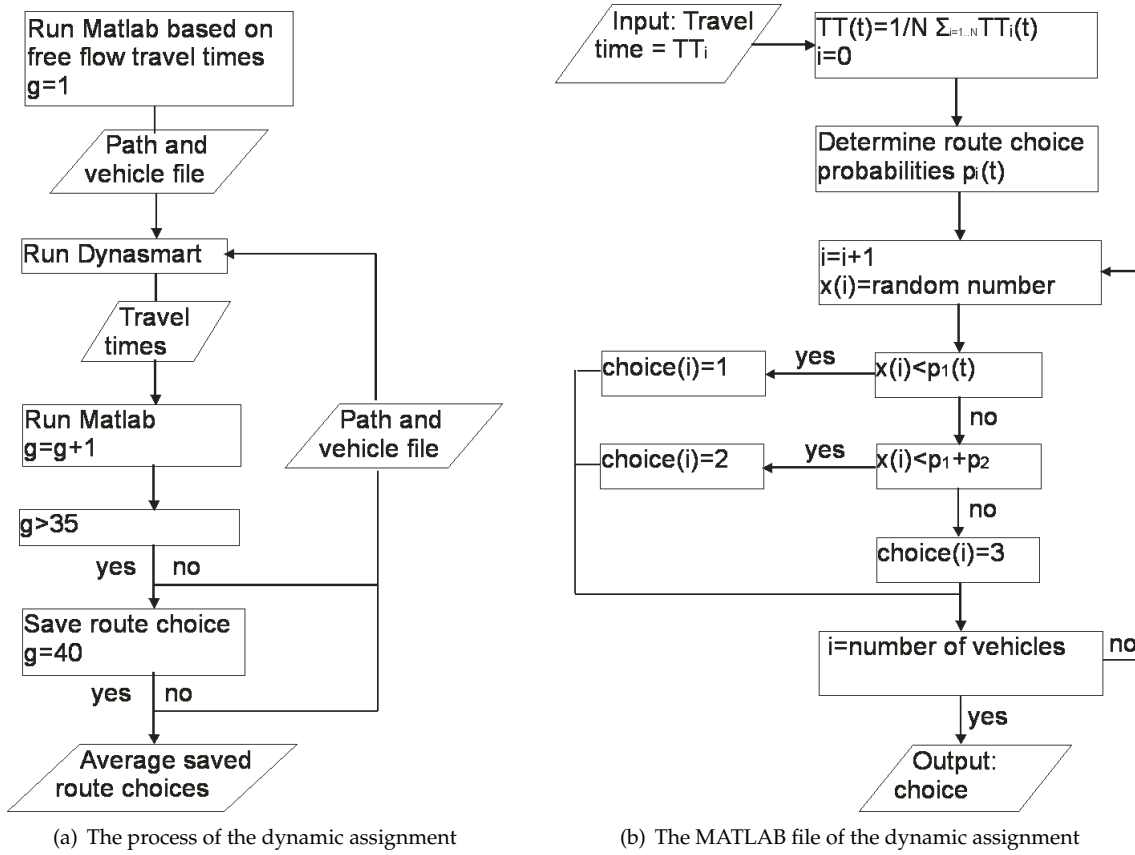 Run Matlab based on
free flow travel times
g=1
Path and
vehicle file
Run Dynasmart
Travel
times
Run Matlab
g=g+1
Path and
vehicle file
g>35
yes no
Save route choice
g=40
yes no
Average saved
route choices
(a) The process of the dynamic assignment
Input: Travel
time = TTᵢ
TT(t)=1/N Σᵢ₌₁..ₙTTᵢ(t)
i=0
Determine route choice
probabilities pᵢ(t)
i=i+1
x(i)=random number
choice(i)=1
yes
x(i)<p₁(t)
no
choice(i)=2
yes
x(i)<p₁+p₂
no
choice(i)=3
i=number of vehicles
no
yes
Output:
choice
(b) The MATLAB file of the dynamic assignment